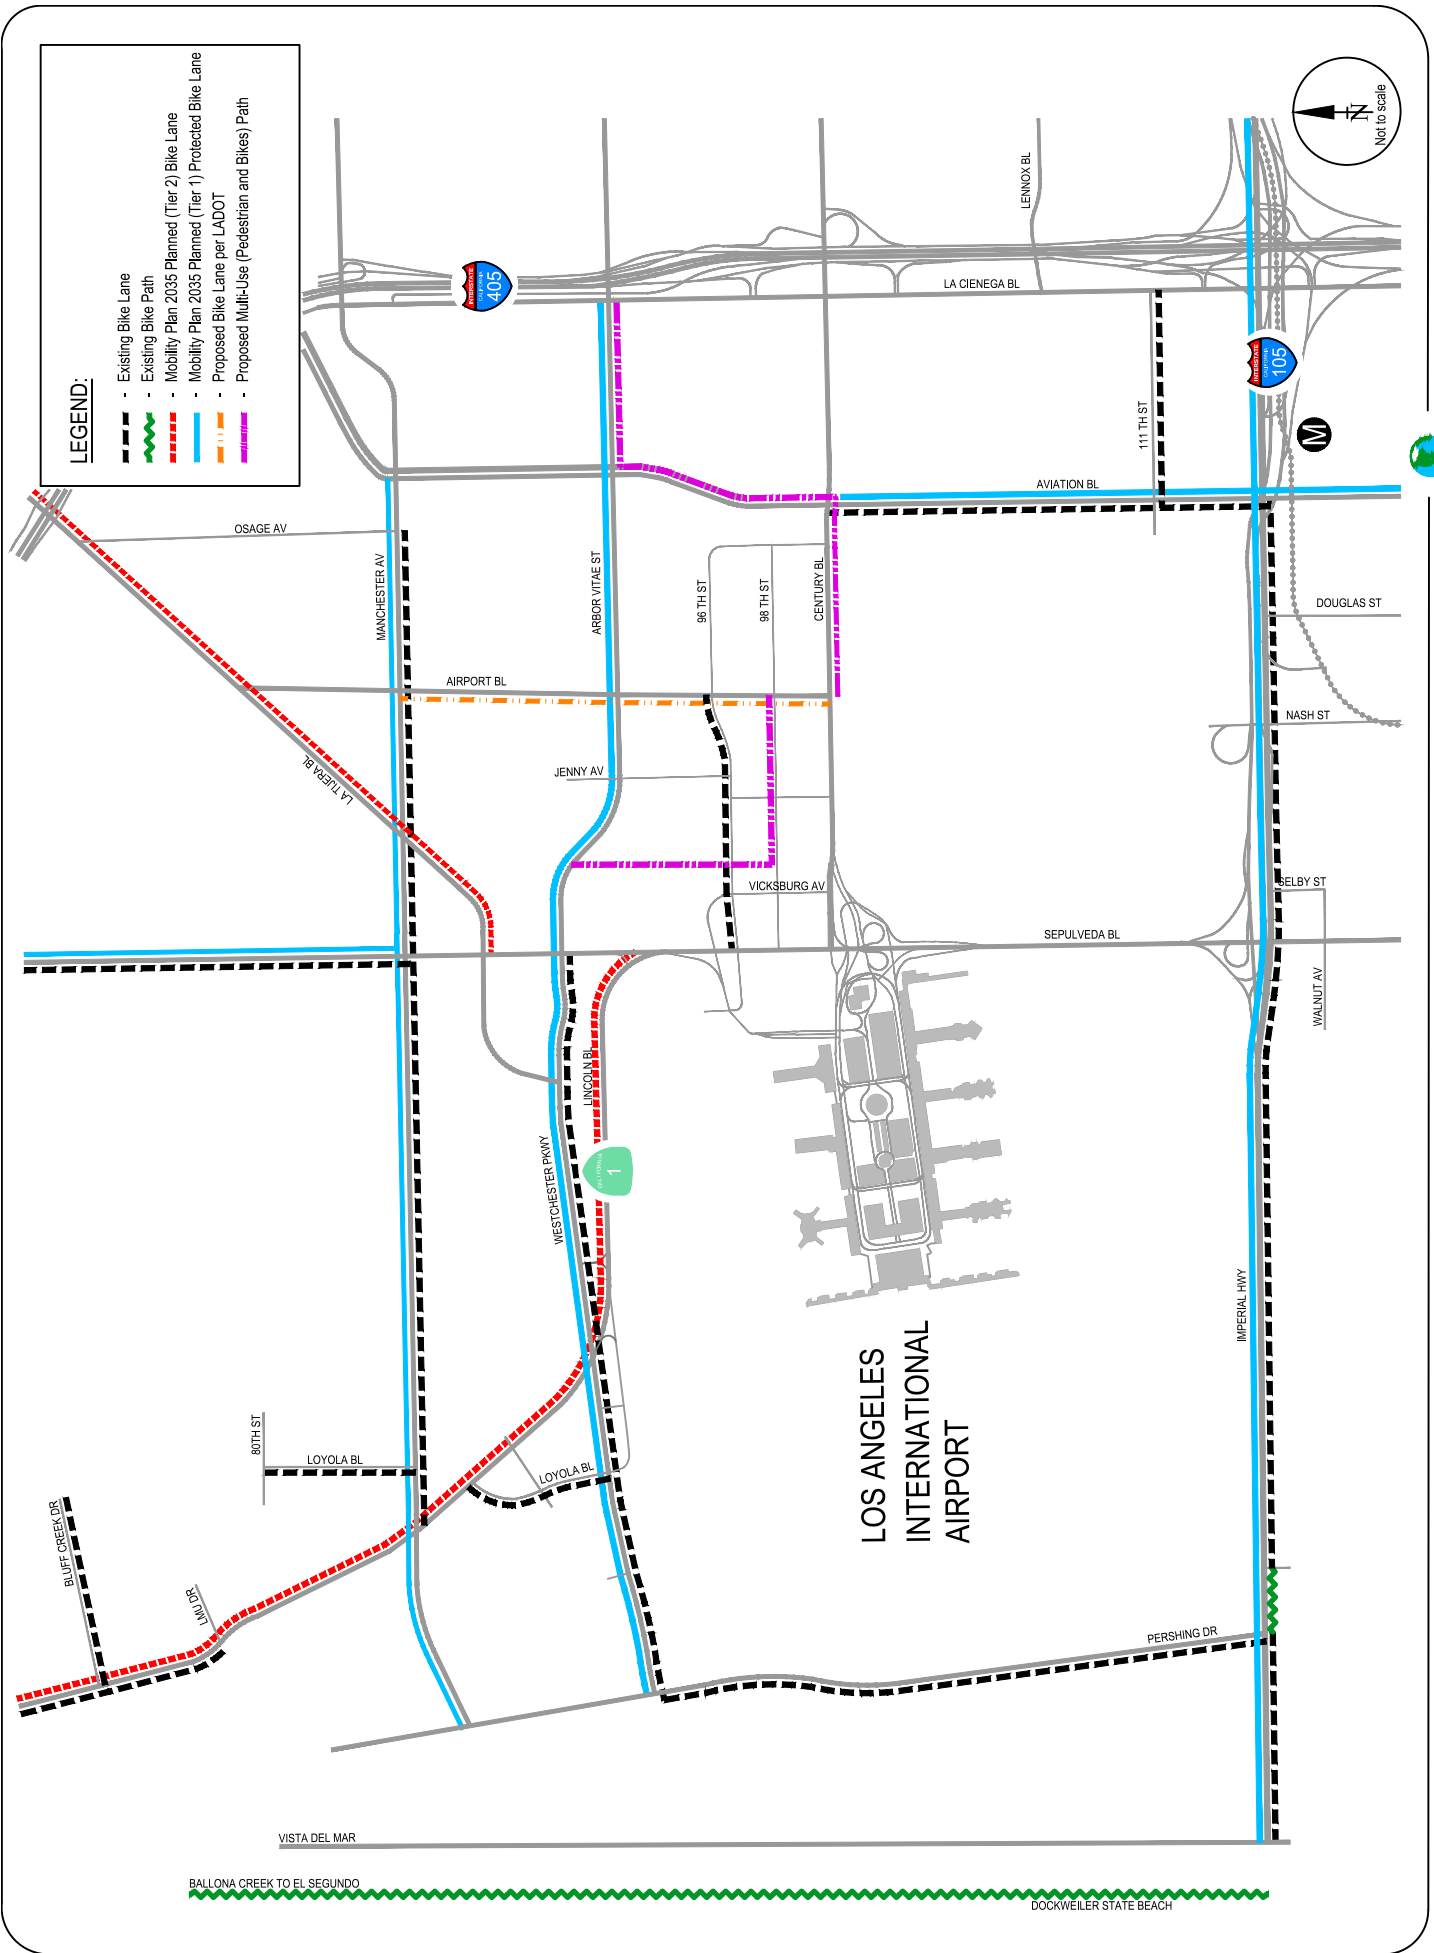 LEGEND:
- Existing Bike Lane
- Existing Bike Path
- Mobility Plan 2035 Planned (Tier 2) Bike Lane
- Mobility Plan 2035 Planned (Tier 1) Protected Bike Lane
- Proposed Bike Lane per LADOT
- Proposed Multi-Use (Pedestrian and Bikes) Path
N
Not to scale
INTERSTATE
CALIFORNIA
405
INTERSTATE
CALIFORNIA
105
M
LENNOX BL
LA CIENEGA BL
111 TH ST
AVIATION BL
OSAGE AV
MANCHESTER AV
ARBOR VITAE ST
96 TH ST
98 TH ST
CENTURY BL
DOUGLAS ST
AIRPORT BL
NASH ST
LA TIJERA BL
JENNY AV
VICKSBURG AV
SELBY ST
SEPULVEDA BL
WALNUT AV
LINCOLN BL
WESTCHESTER PKWY
CALIFORNIA
1
IMPERIAL HWY
LOS ANGELES
INTERNATIONAL
AIRPORT
80TH ST
LOYOLA BL
LOYOLA BL
BLUFF CREEK DR
LMU DR
PERSHING DR
VISTA DEL MAR
BALLONA CREEK TO EL SEGUNDO
DOCKWEILER STATE BEACH